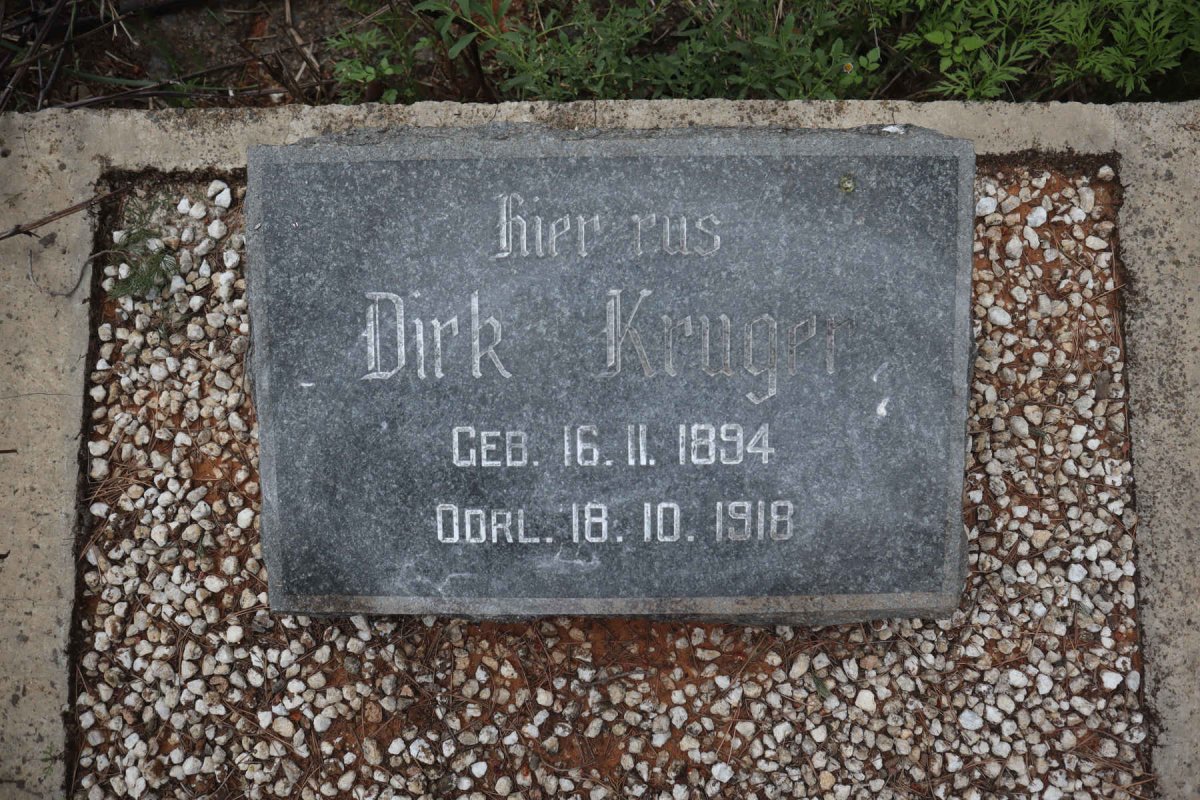 Hier rus
Dirk Kruger
GEB. 16.11.1894
OORL. 18.10.1918